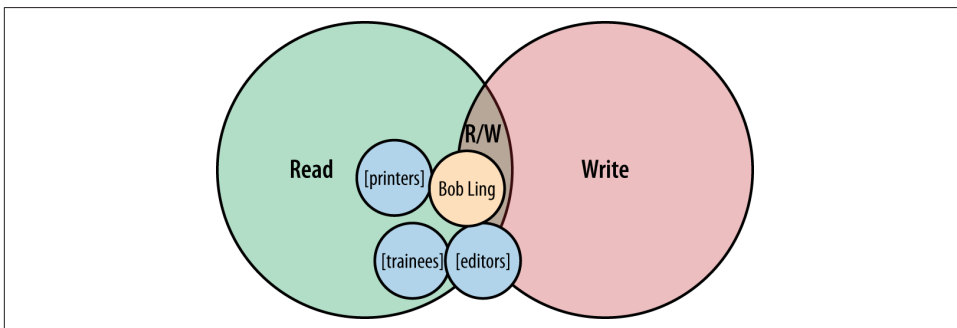 R/W
Read
Write
[printers]
Bob Ling
[trainees]
[editors]